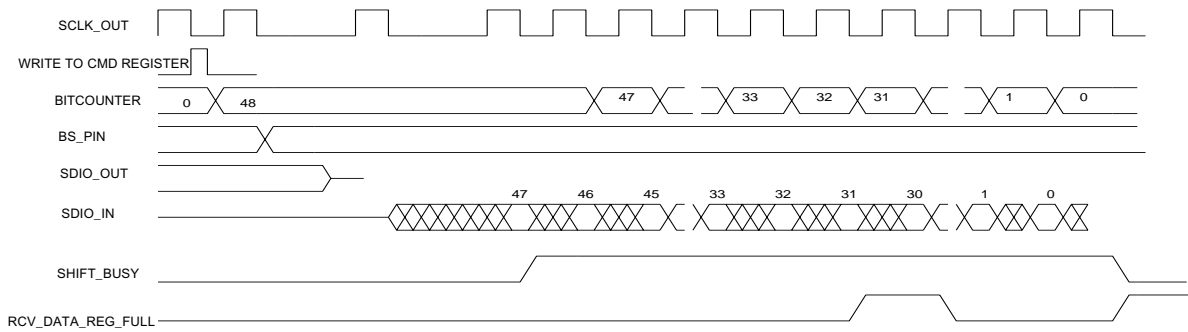 SCLK_OUT
WRITE TO CMD REGISTER
BITCOUNTER 0 48 47 33 32 31 1 0
BS_PIN
SDIO_OUT
47 46 45 33 32 31 30 1 0
SDIO_IN
SHIFT_BUSY
RCV_DATA_REG_FULL